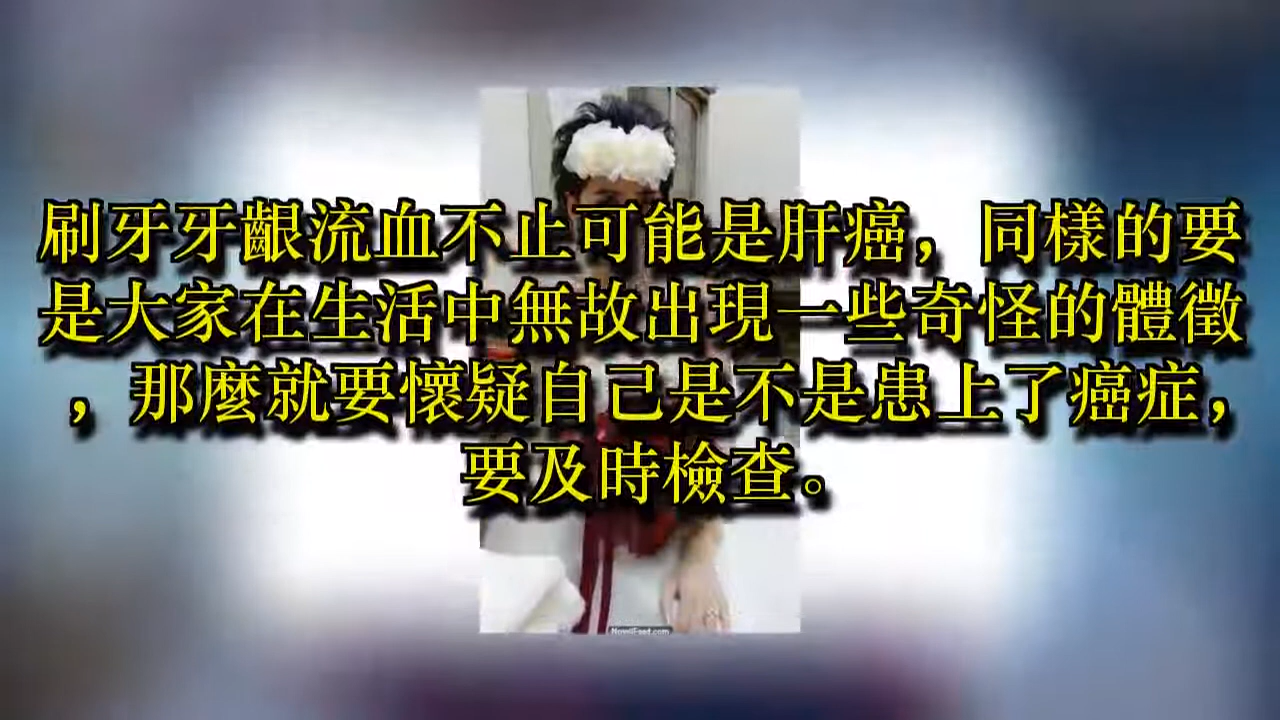 刷牙牙齦流血不止可能是肝癌，同樣的要
是大家在生活中無故出現一些奇怪的體徵
，那麼就要懷疑自己是不是患上了癌症，
要及時檢查。
NovelFeed.com